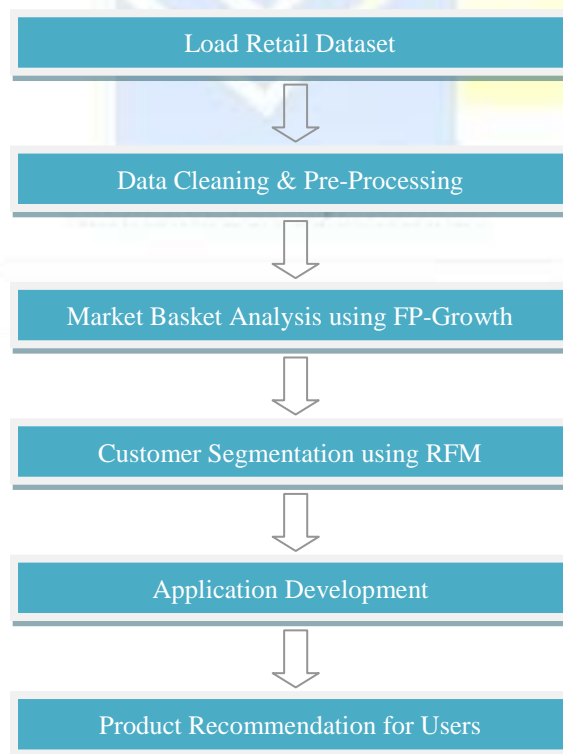 Load Retail Dataset
Data Cleaning & Pre-Processing
Market Basket Analysis using FP-Growth
Customer Segmentation using RFM
Application Development
Product Recommendation for Users